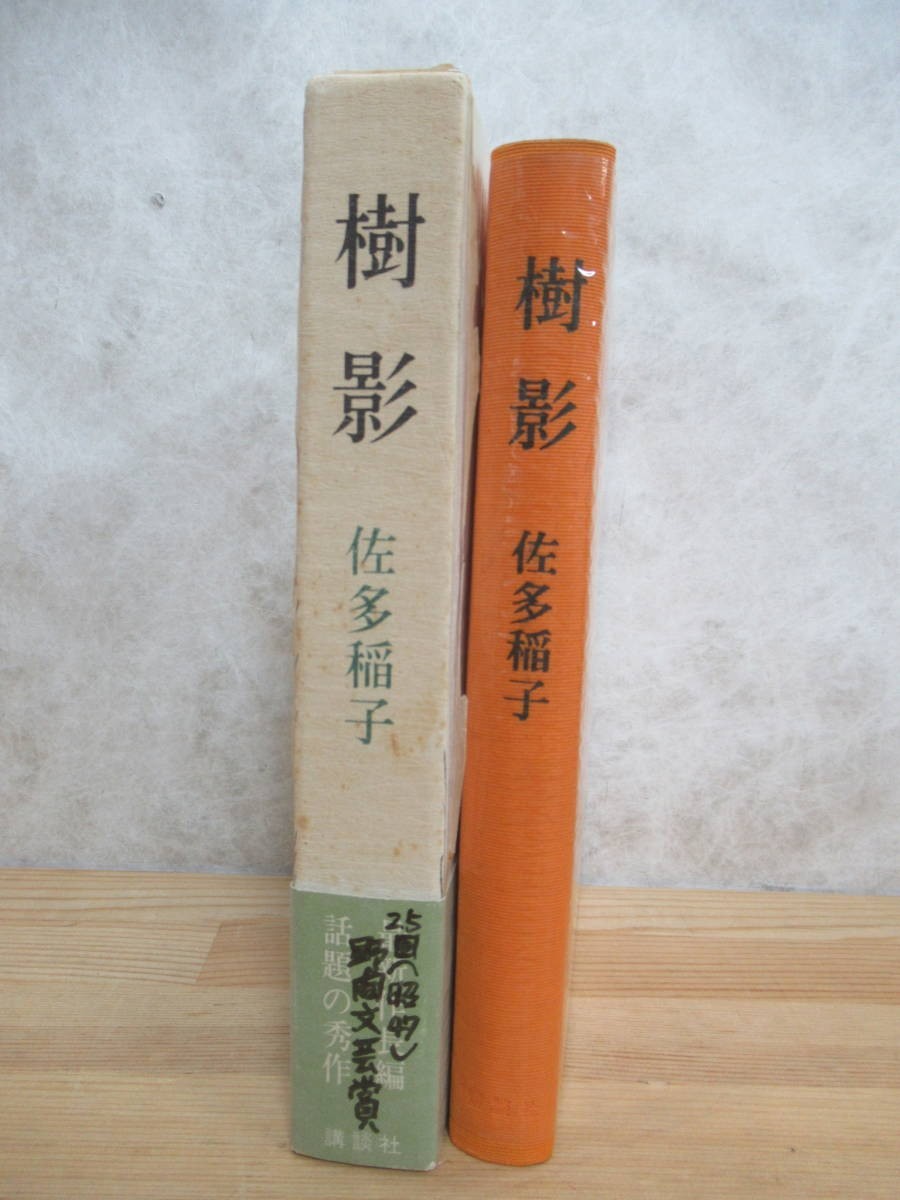 樹影
佐多稲子
25回(昭47)
野間文芸賞
話題の秀作
講談社
樹影
佐多稲子